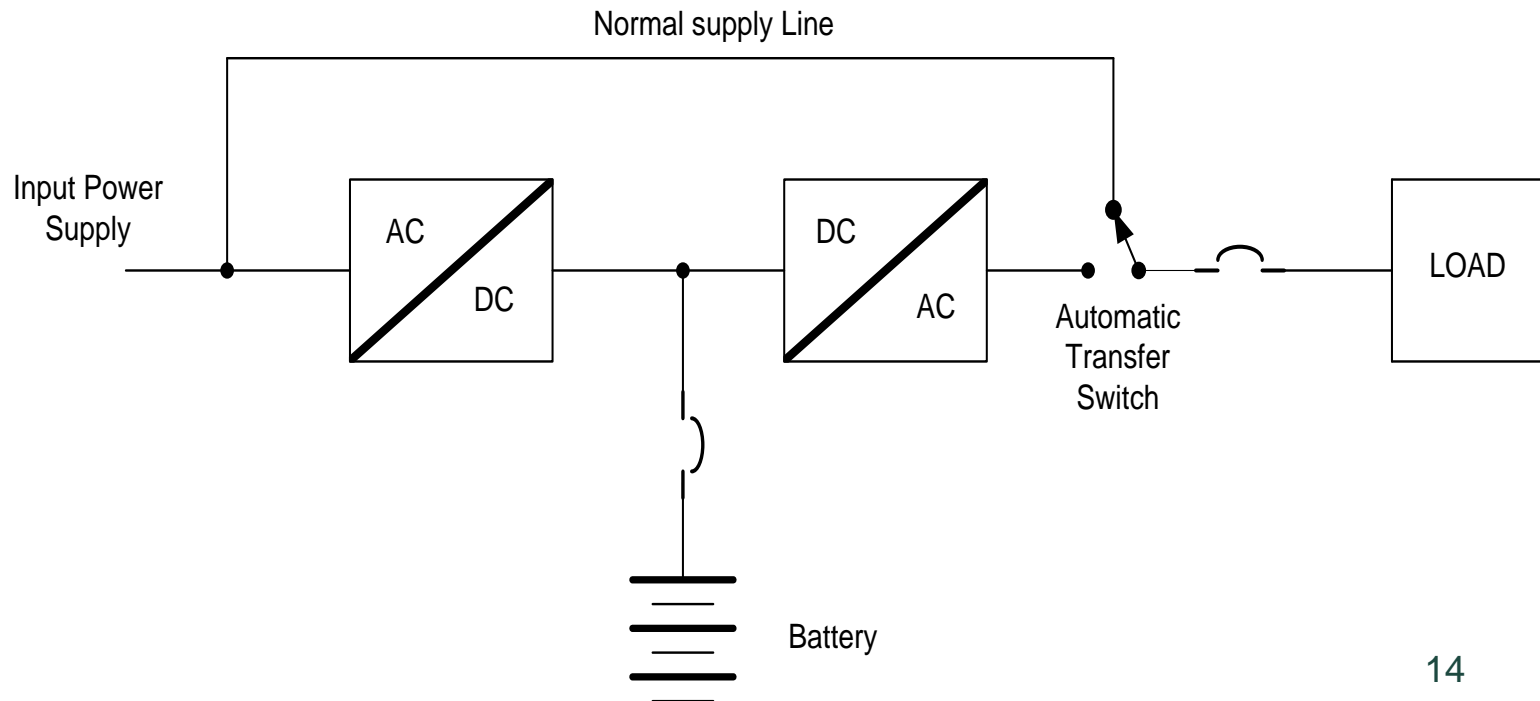 Normal supply Line
Input Power
Supply
AC
DC
DC
AC
Automatic
Transfer
Switch
LOAD
Battery
14